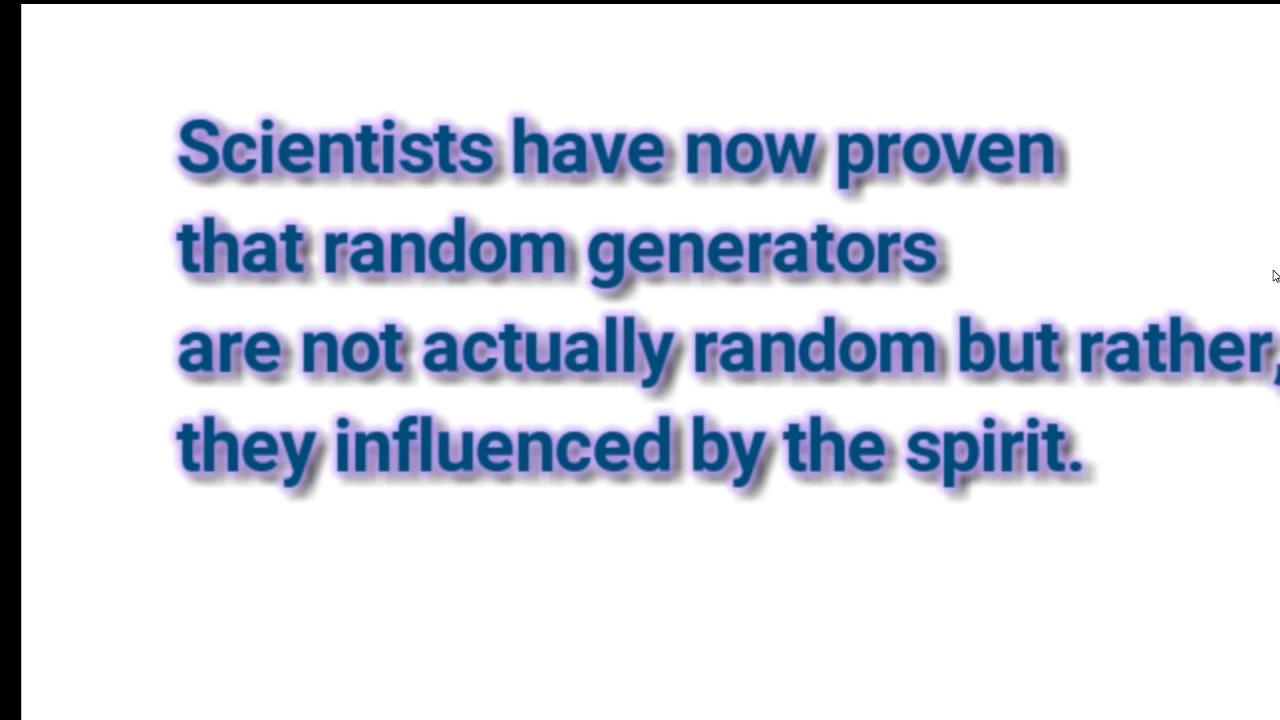 Scientists have now proven
that random generators
are not actually random but rather,
they influenced by the spirit.